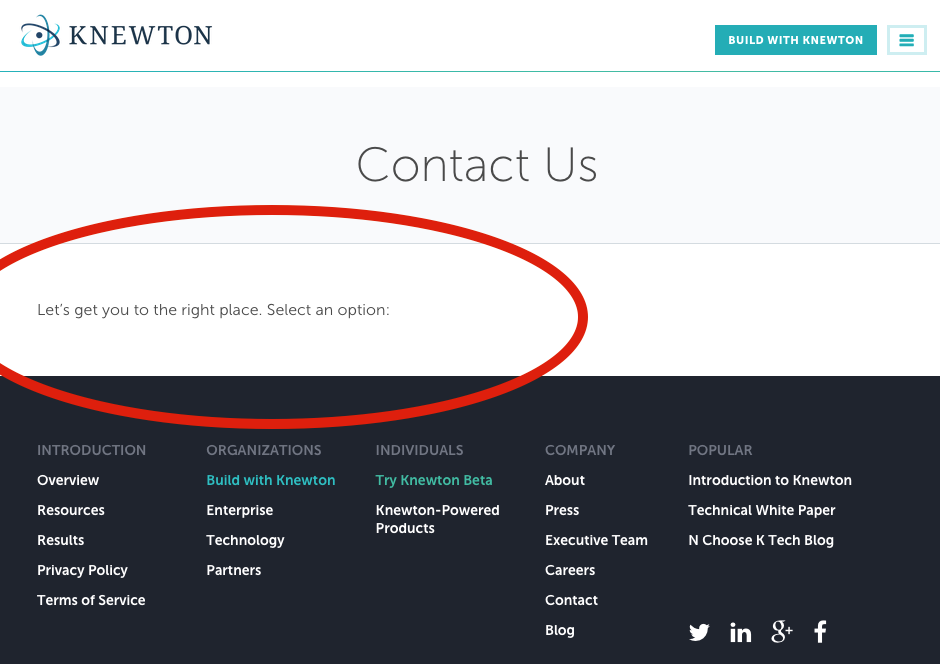 KNEWTON
BUILD WITH KNEWTON
Contact Us
Let's get you to the right place. Select an option:
INTRODUCTION
Overview
Resources
Results
Privacy Policy
Terms of Service
ORGANIZATIONS
Build with Knewton
Enterprise
Technology
Partners
INDIVIDUALS
Try Knewton Beta
Knewton-Powered
Products
COMPANY
About
Press
Executive Team
Careers
Contact
Blog
POPULAR
Introduction to Knewton
Technical White Paper
N Choose K Tech Blog